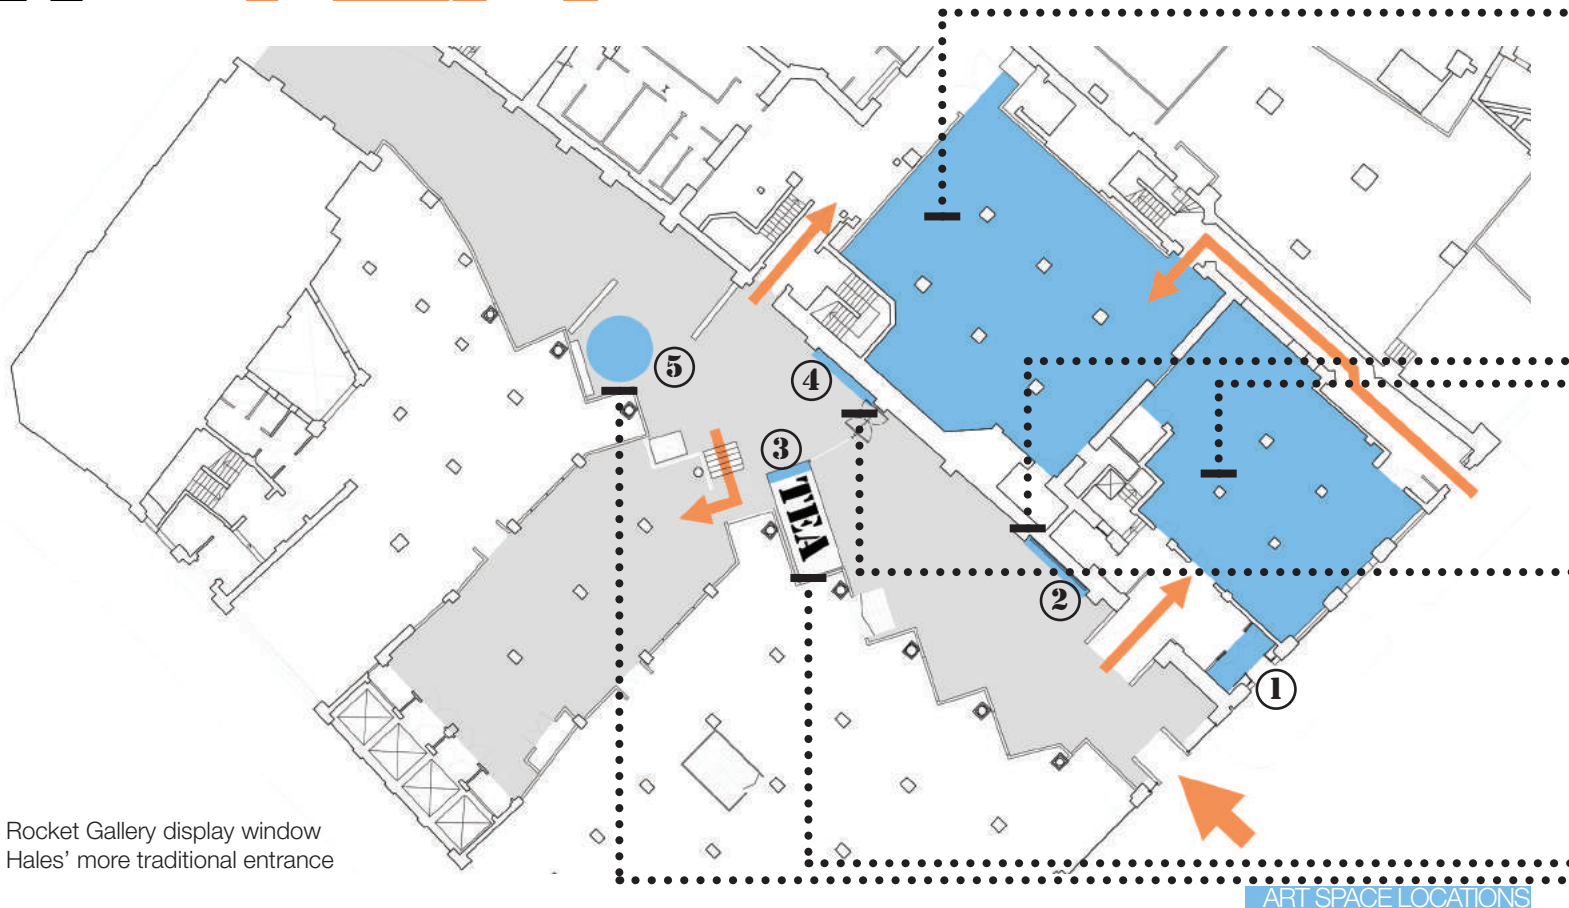 5
4
3
TEA
2
1
Rocket Gallery display window
Hales’ more traditional entrance
ART SPACE LOCATIONS